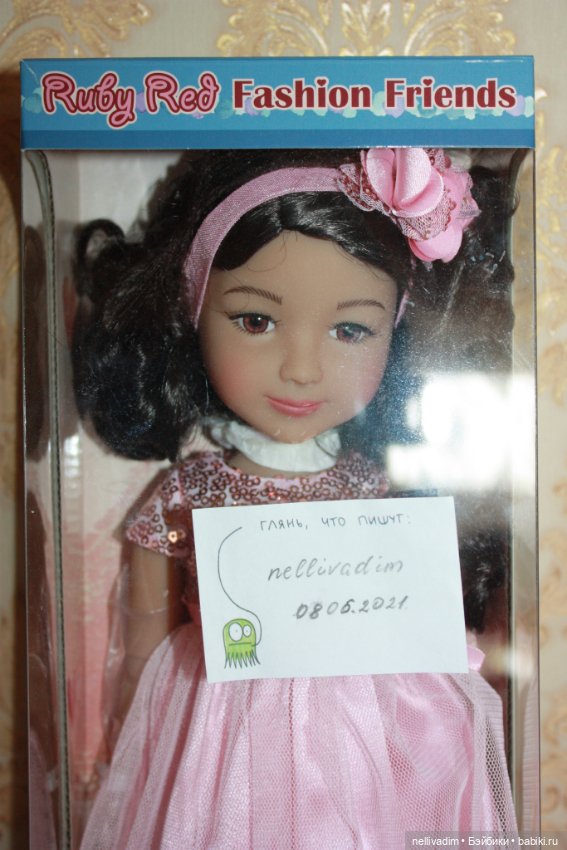 Ruby Red Fashion Friends
ГЛЯНЬ, ЧТО ПИШУТ:
nellivadim
08 06.2021
nellivadim • Бэйбики • babiki.ru